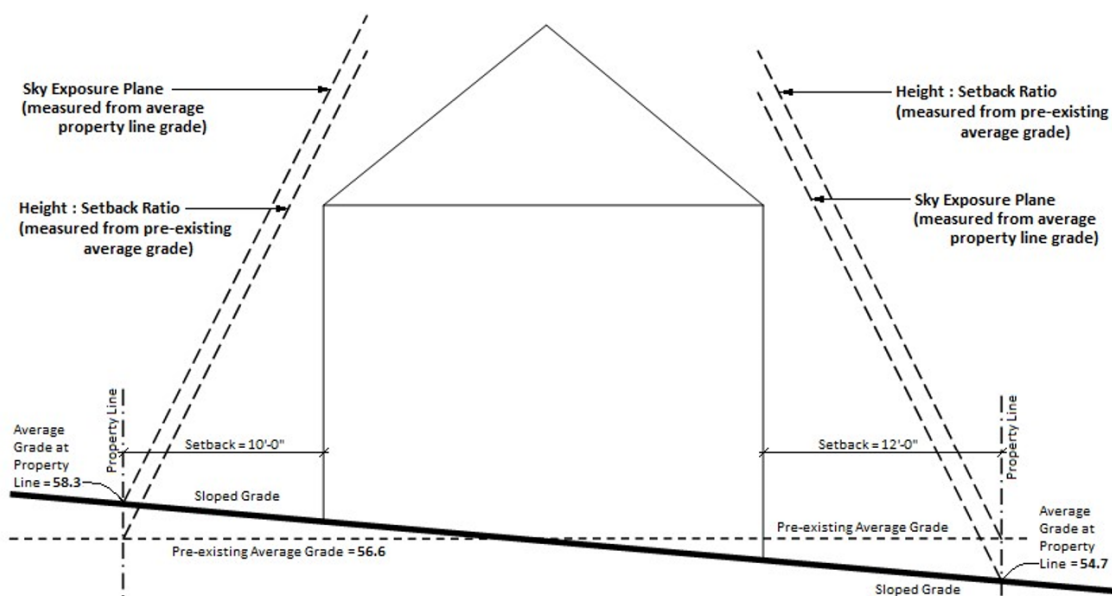 Sky Exposure Plane
(measured from average
property line grade)
Height : Setback Ratio
(measured from pre-existing
average grade)
Height : Setback Ratio
(measured from pre-existing
average grade)
Sky Exposure Plane
(measured from average
property line grade)
Average
Grade at
Property
Line = 58.3
Property Line
Setback = 10'-0"
Setback = 12'-0"
Property Line
Sloped Grade
Pre-existing Average Grade
Pre-existing Average Grade = 56.6
Average
Grade at
Property
Line = 54.7
Sloped Grade